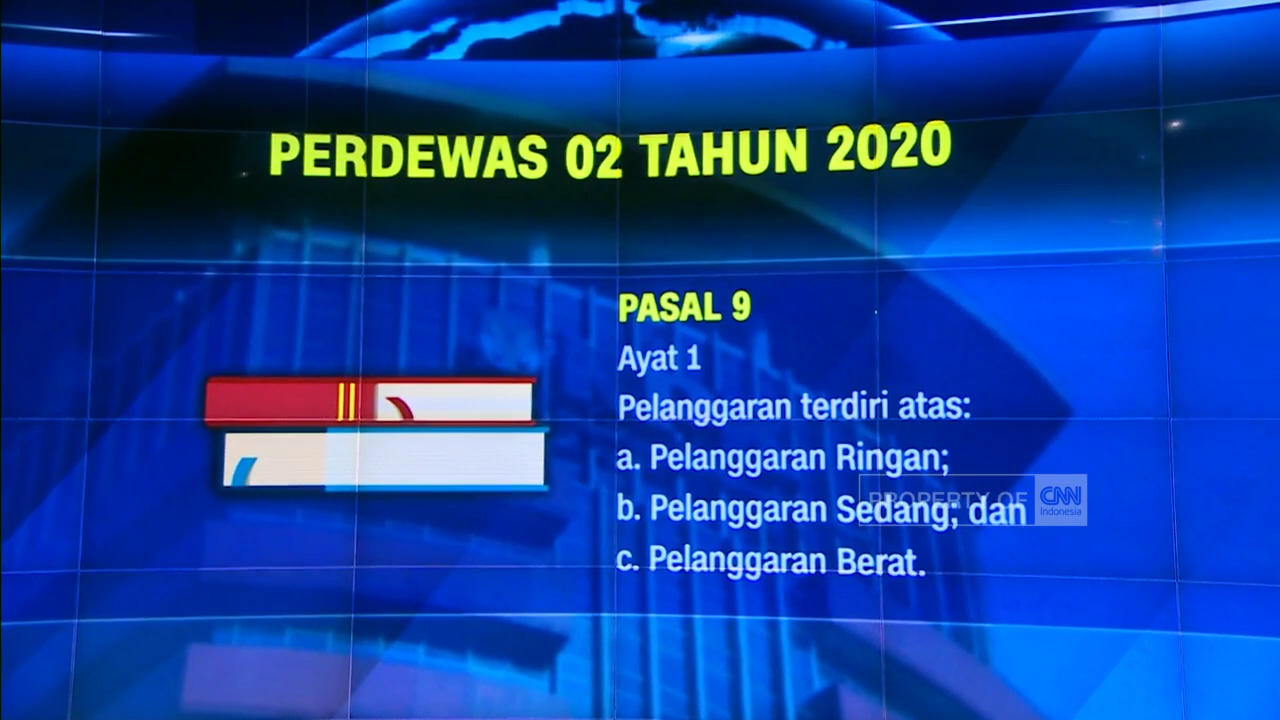 PERDEWAS 02 TAHUN 2020
PASAL 9
Ayat 1
Pelanggaran terdiri atas:
a. Pelanggaran Ringan;
b. Pelanggaran Sedang; dan
c. Pelanggaran Berat.
PROPERTY OF CNN Indonesia